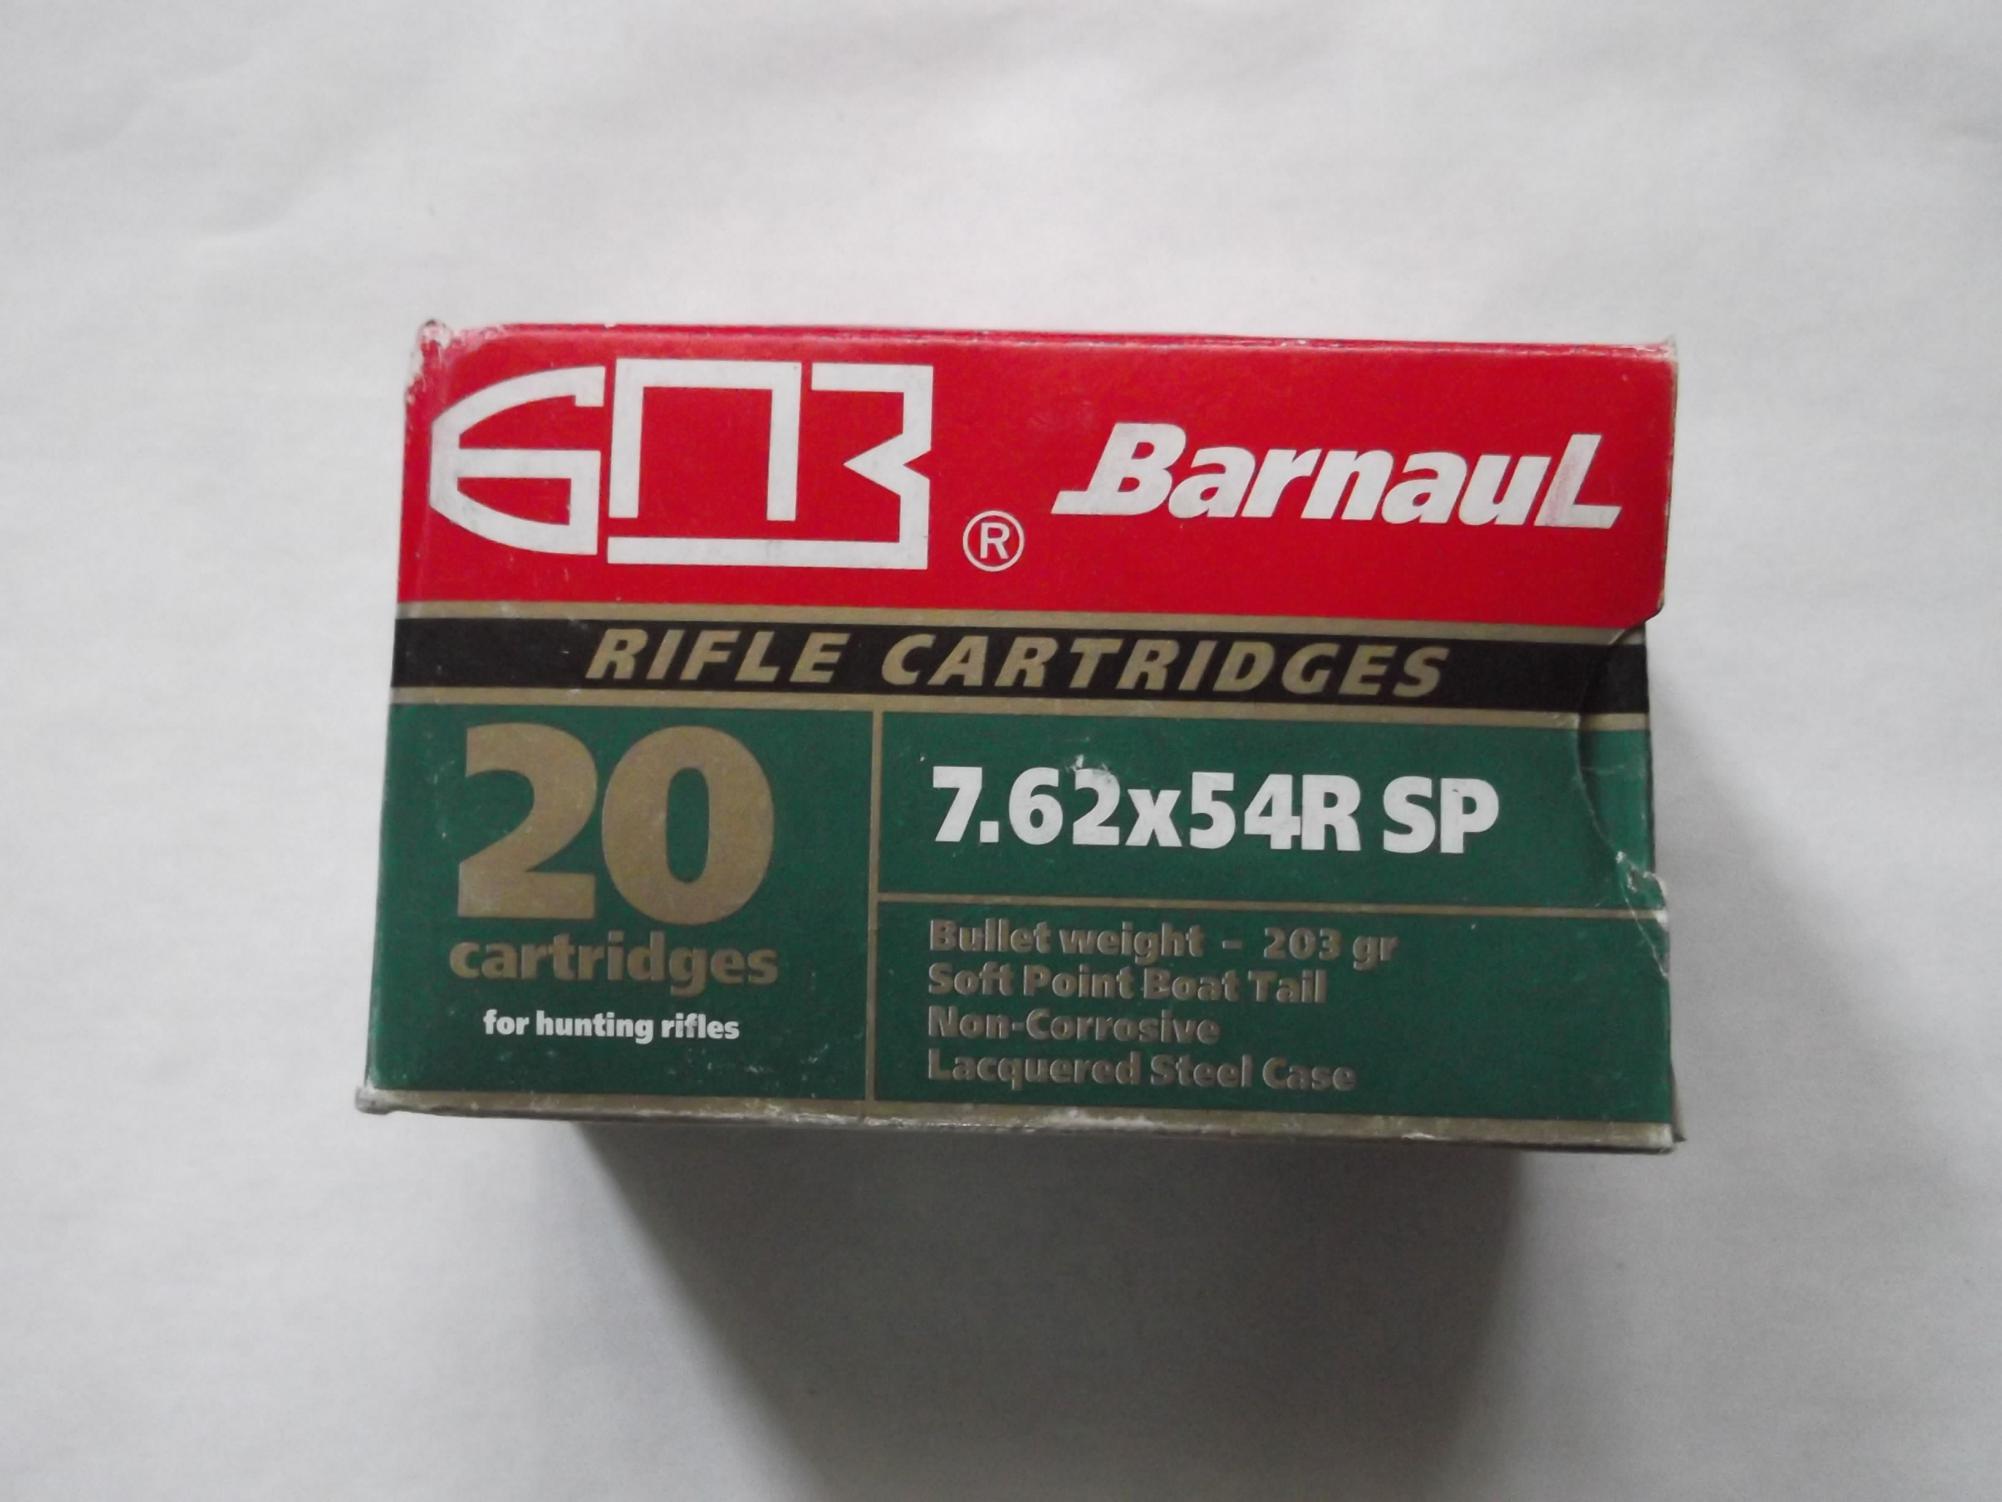 БПЗ ® BarnauL
RIFLE CARTRIDGES
20
cartridges
for hunting rifles
7.62x54R SP
Bullet weight - 203 gr
Soft Point Boat Tail
Non-Corrosive
Lacquered Steel Case